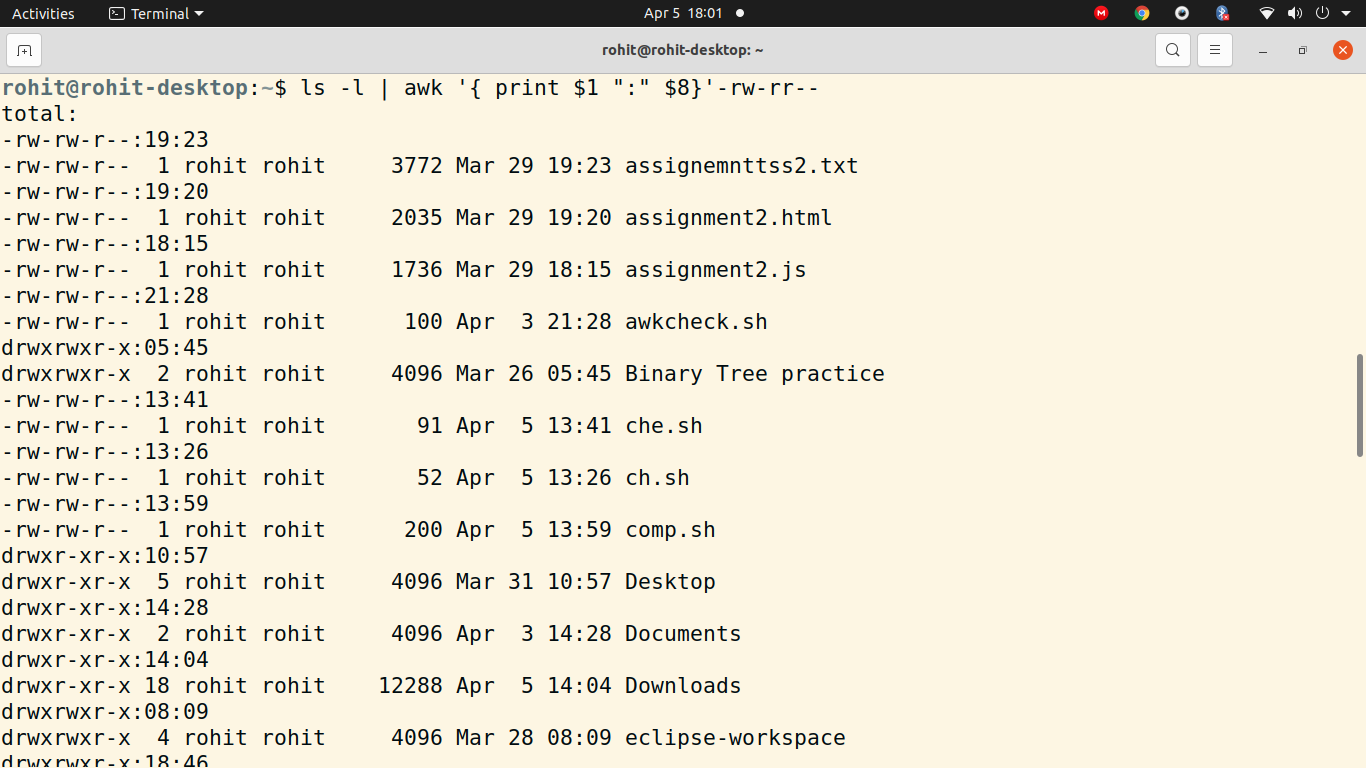 Activities Terminal Apr 5 18:01
rohit@rohit-desktop: ~
rohit@rohit-desktop:~$ ls -l | awk '{ print $1 ":" $8}'-rw-rr--
total:
-rw-rw-r--:19:23
-rw-rw-r--  1 rohit rohit     3772 Mar 29 19:23 assignemnttss2.txt
-rw-rw-r--:19:20
-rw-rw-r--  1 rohit rohit     2035 Mar 29 19:20 assignment2.html
-rw-rw-r--:18:15
-rw-rw-r--  1 rohit rohit     1736 Mar 29 18:15 assignment2.js
-rw-rw-r--:21:28
-rw-rw-r--  1 rohit rohit      100 Apr  3 21:28 awkcheck.sh
drwxrwxr-x:05:45
drwxrwxr-x  2 rohit rohit     4096 Mar 26 05:45 Binary Tree practice
-rw-rw-r--:13:41
-rw-rw-r--  1 rohit rohit       91 Apr  5 13:41 che.sh
-rw-rw-r--:13:26
-rw-rw-r--  1 rohit rohit       52 Apr  5 13:26 ch.sh
-rw-rw-r--:13:59
-rw-rw-r--  1 rohit rohit      200 Apr  5 13:59 comp.sh
drwxr-xr-x:10:57
drwxr-xr-x  5 rohit rohit     4096 Mar 31 10:57 Desktop
drwxr-xr-x:14:28
drwxr-xr-x  2 rohit rohit     4096 Apr  3 14:28 Documents
drwxr-xr-x:14:04
drwxr-xr-x 18 rohit rohit    12288 Apr  5 14:04 Downloads
drwxrwxr-x:08:09
drwxrwxr-x  4 rohit rohit     4096 Mar 28 08:09 eclipse-workspace
drwxrwxr-x:18:46